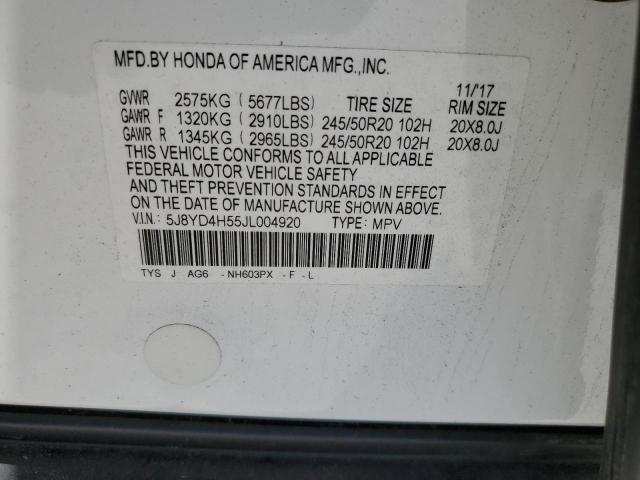 MFD.BY HONDA OF AMERICA MFG.,INC.
11/'17
GVWR 2575KG ( 5677LBS) TIRE SIZE RIM SIZE
GAWR F 1320KG ( 2910LBS) 245/50R20 102H 20X8.0J
GAWR R 1345KG ( 2965LBS) 245/50R20 102H 20X8.0J
THIS VEHICLE CONFORMS TO ALL APPLICABLE
FEDERAL MOTOR VEHICLE SAFETY
AND THEFT PREVENTION STANDARDS IN EFFECT
ON THE DATE OF MANUFACTURE SHOWN ABOVE.
V.I.N.: 5J8YD4H55JL004920 TYPE: MPV
TYS J AG6 -NH603PX -F-L